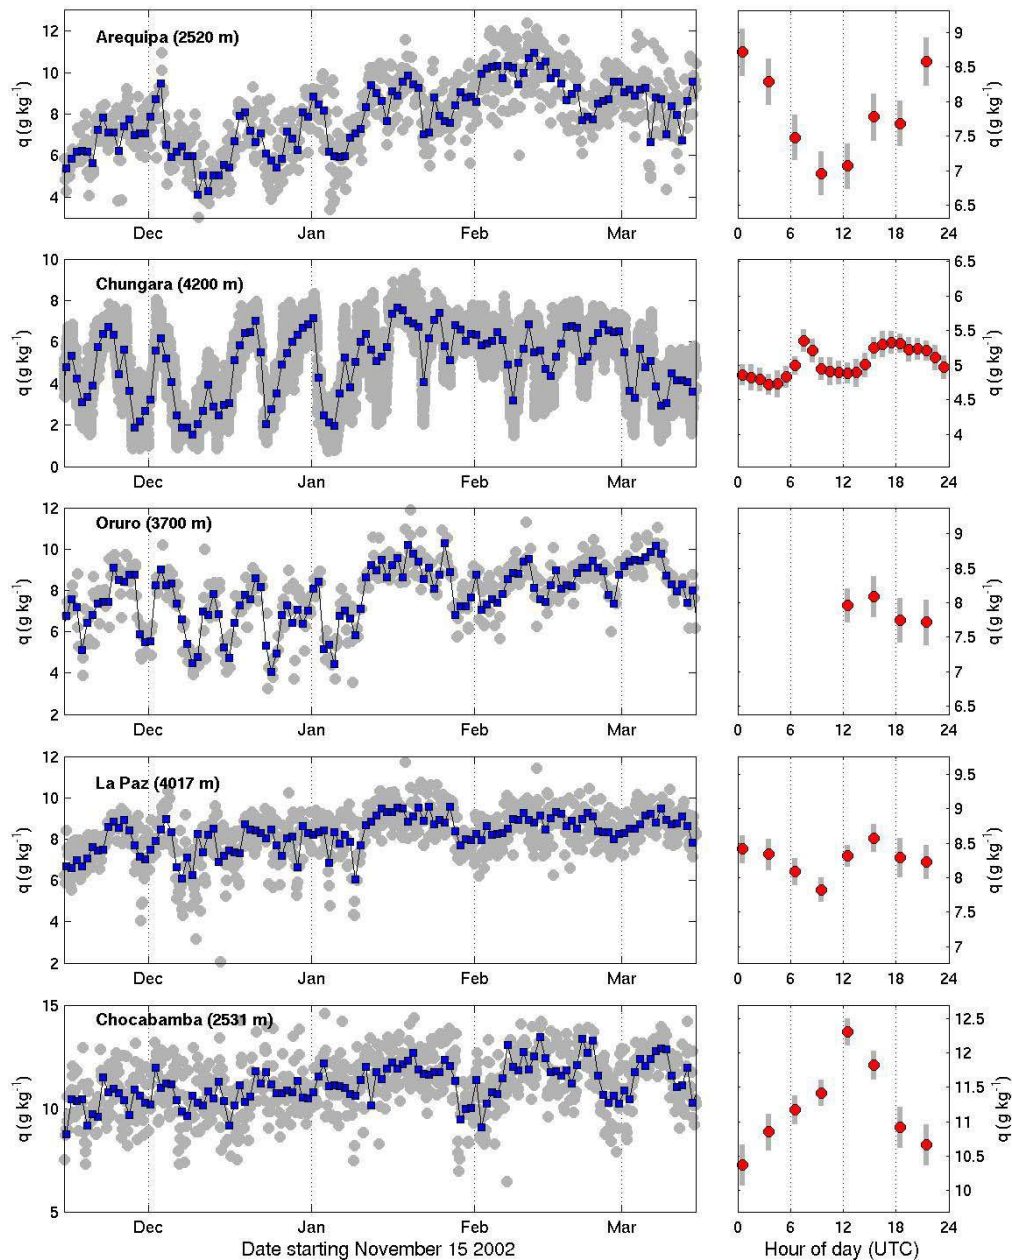 Arequipa (2520 m)
q (g kg⁻¹)
12
10
8
6
4
Dec
Jan
Feb
Mar
9
8.5
8
7.5
7
6.5
q (g kg⁻¹)
0
6
12
18
24
Chungara (4200 m)
q (g kg⁻¹)
10
8
6
4
2
0
Dec
Jan
Feb
Mar
6.5
6
5.5
5
4.5
4
q (g kg⁻¹)
0
6
12
18
24
Oruro (3700 m)
q (g kg⁻¹)
12
10
8
6
4
2
Dec
Jan
Feb
Mar
9
8.5
8
7.5
7
6.5
q (g kg⁻¹)
0
6
12
18
24
La Paz (4017 m)
q (g kg⁻¹)
12
10
8
6
4
2
Dec
Jan
Feb
Mar
9.5
9
8.5
8
7.5
7
q (g kg⁻¹)
0
6
12
18
24
Chocabamba (2531 m)
q (g kg⁻¹)
15
10
5
Dec
Jan
Feb
Mar
Date starting November 15 2002
12.5
12
11.5
11
10.5
10
q (g kg⁻¹)
0
6
12
18
24
Hour of day (UTC)